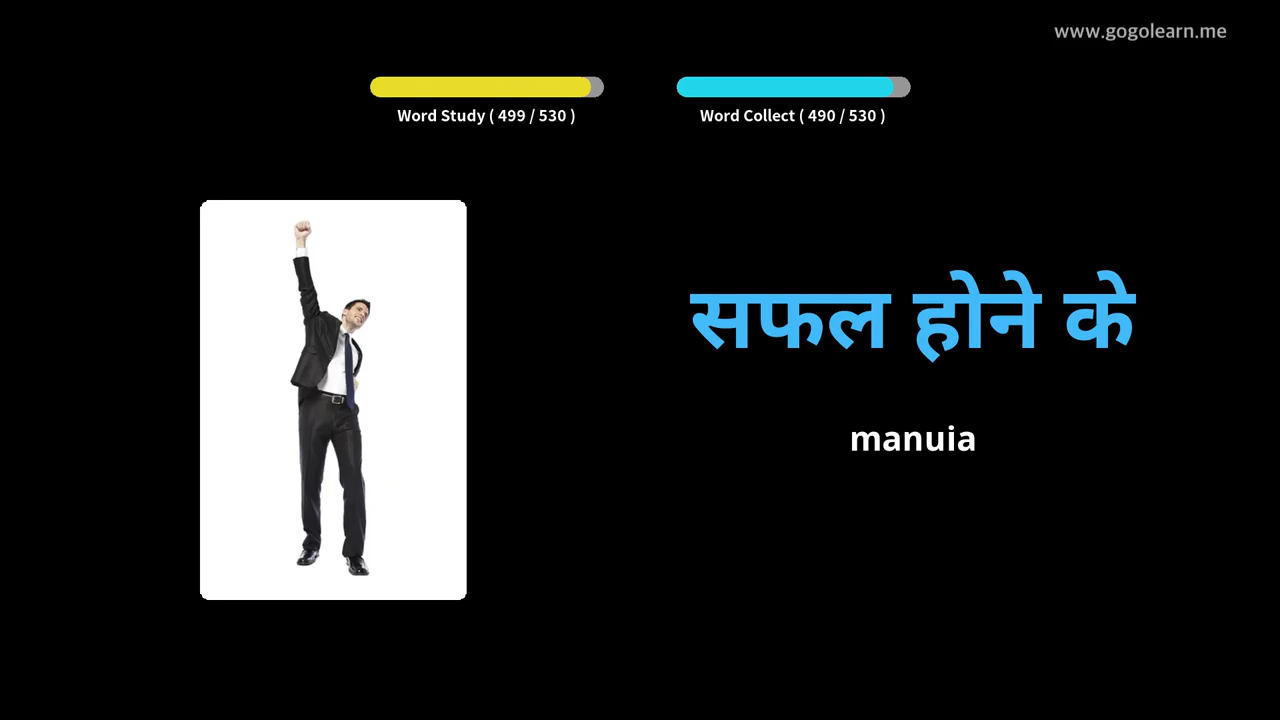 www.gogolearn.me
Word Study ( 499 / 530 )
Word Collect ( 490 / 530 )
सफल होने के
manuia